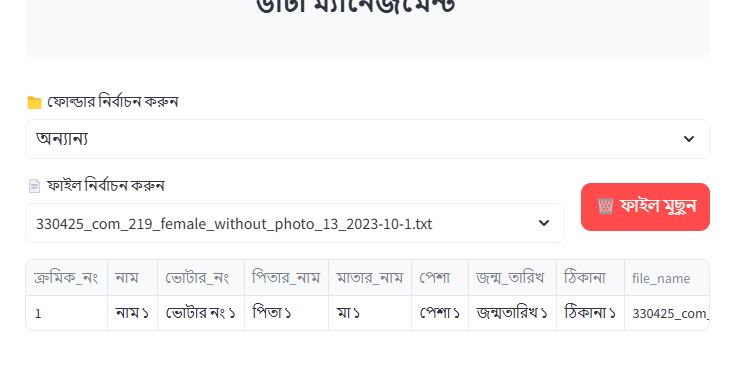 ডাটা ম্যানেজমেন্ট
📁 ফোল্ডার নির্বাচন করুন
অন্যান্য
📄 ফাইল নির্বাচন করুন
330425_com_219_female_without_photo_13_2023-10-1.txt
🗑️ ফাইল মুছুন
ক্রমিক_নং নাম ভোটার_নং পিতার_নাম মাতার_নাম পেশা জন্ম_তারিখ ঠিকানা file_name
1 নাম ১ ভোটার নং ১ পিতা ১ মা ১ পেশা ১ জন্মতারিখ ১ ঠিকানা ১ 330425_com_